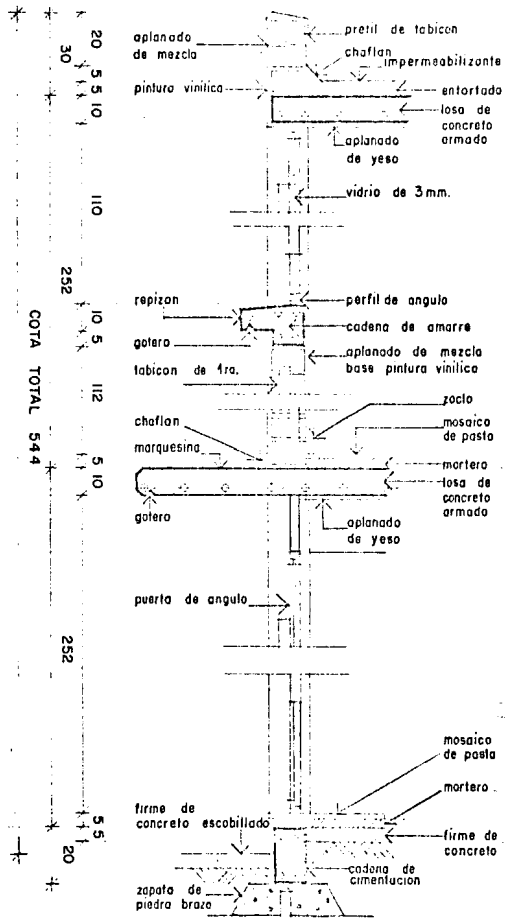 pretil de tabicon
aplanado
de mezcla
chaflan
impermeabilizante
pintura vinilica
entortado
losa de
concreto
armado
aplanado
de yeso
vidrio de 3 mm.
repizon
perfil de angulo
cadena de amarre
gotero
aplanado de mezcla
base pintura vinilica
tabicon de 1ra.
zoclo
chaflan
mosaico
de pasta
marquesina
mortero
losa de
concreto
armado
gotero
aplanado
de yeso
puerta de angulo
mosaico
de pasta
mortero
firme de
concreto escobillado
firme de
concreto
cadena de
cimentacion
zapata de
piedra braza
20
30
5
5
10
110
252
10
5
112
COTA TOTAL 544
5
10
252
5
5
20